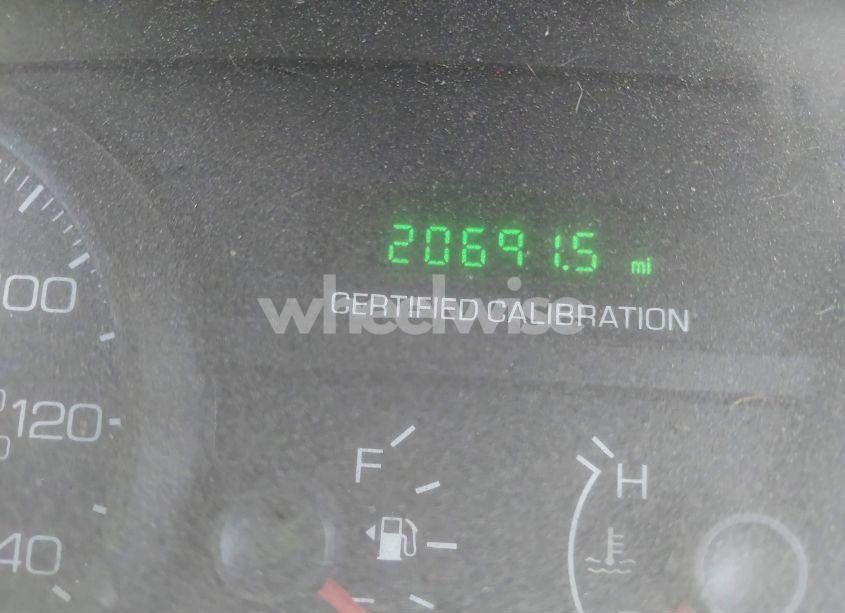 20691.5 mi
wheelwise
CERTIFIED CALIBRATION
00
120
F
H
40